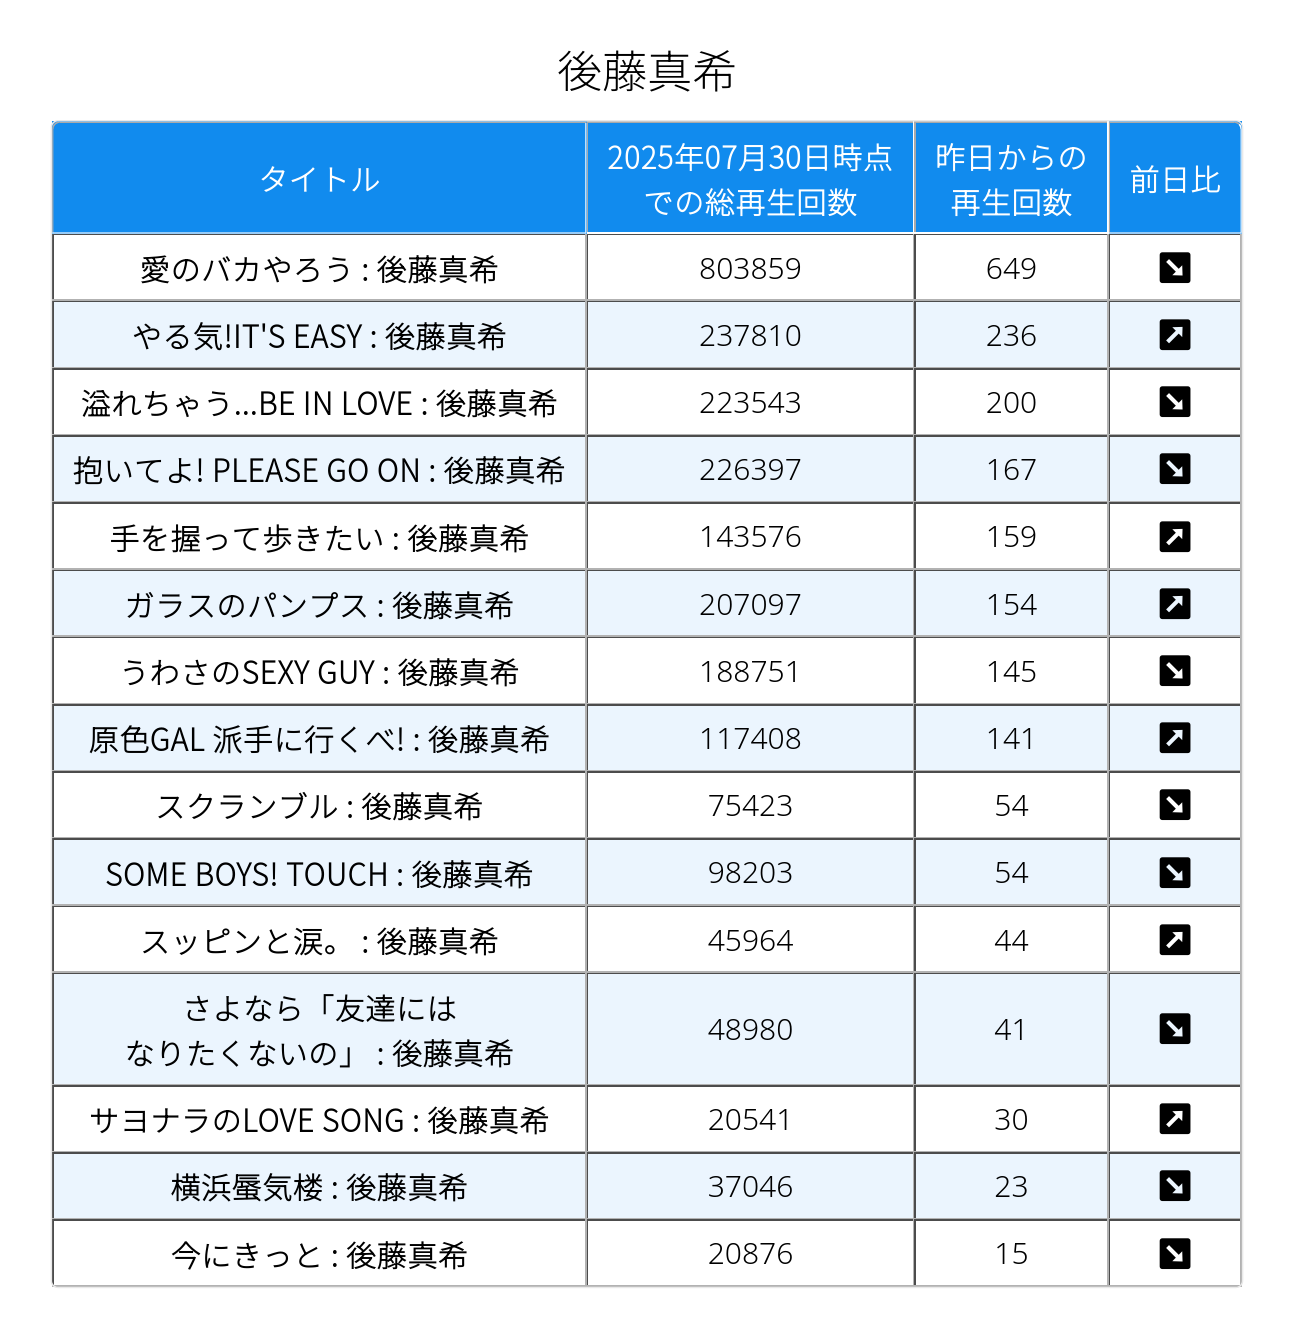 後藤真希
タイトル
2025年07月30日時点
での総再生回数
昨日からの
再生回数
前日比
愛のバカやろう : 後藤真希 803859 649 ↘
やる気!IT'S EASY : 後藤真希 237810 236 ↗
溢れちゃう...BE IN LOVE : 後藤真希 223543 200 ↘
抱いてよ! PLEASE GO ON : 後藤真希 226397 167 ↘
手を握って歩きたい : 後藤真希 143576 159 ↗
ガラスのパンプス : 後藤真希 207097 154 ↗
うわさのSEXY GUY : 後藤真希 188751 145 ↘
原色GAL 派手に行くべ! : 後藤真希 117408 141 ↗
スクランブル : 後藤真希 75423 54 ↘
SOME BOYS! TOUCH : 後藤真希 98203 54 ↘
スッピンと涙。 : 後藤真希 45964 44 ↗
さよなら「友達には
なりたくないの」 : 後藤真希 48980 41 ↘
サヨナラのLOVE SONG : 後藤真希 20541 30 ↗
横浜蜃気楼 : 後藤真希 37046 23 ↘
今にきっと : 後藤真希 20876 15 ↘